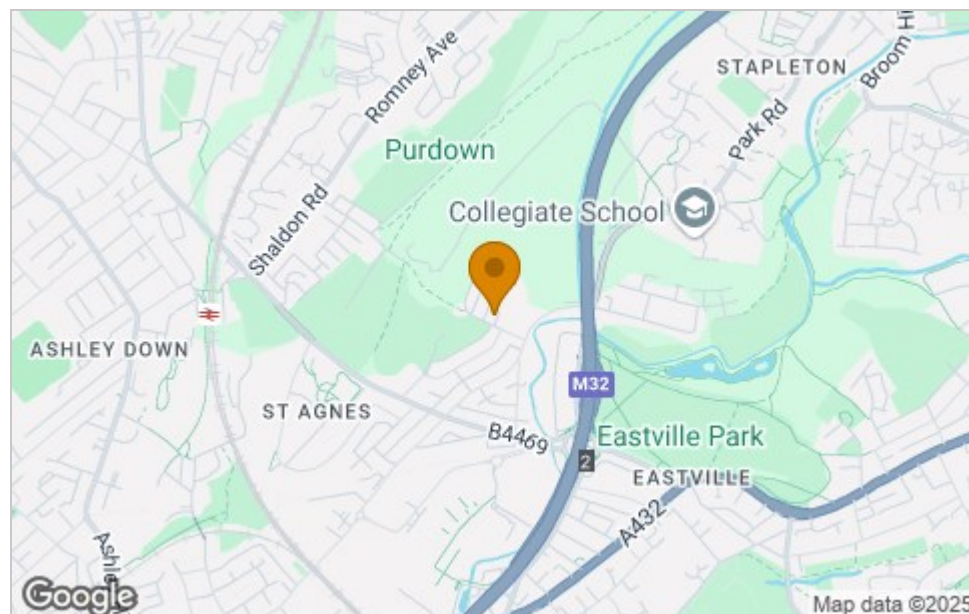 STAPLETON
Broom H
Romney Ave
Park Rd
Purdown
Collegiate School
Shaldon Rd
ASHLEY DOWN
M32
ST AGNES
B4469
Eastville Park
2
EASTVILLE
A432
Ashle
Google
Map data ©2025